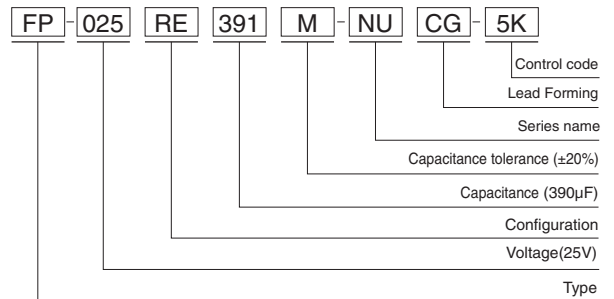 FP-025 RE 391 M-NU CG-5K
Control code
Lead Forming
Series name
Capacitance tolerance (±20%)
Capacitance (390µF)
Configuration
Voltage(25V)
Type